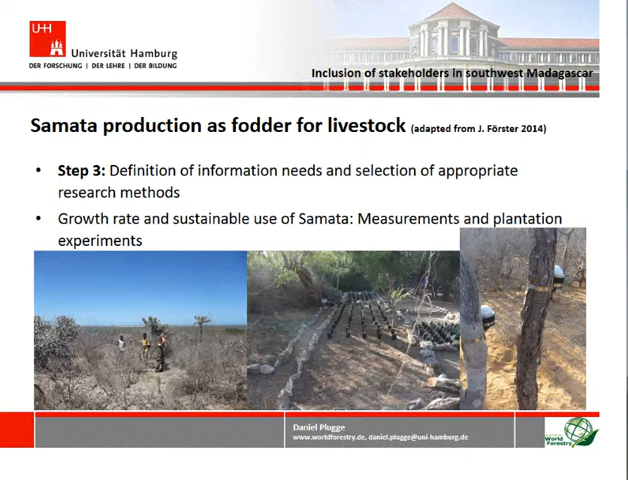 UH
Universität Hamburg
DER FORSCHUNG | DER LEHRE | DER BILDUNG
Inclusion of stakeholders in southwest Madagascar
Samata production as fodder for livestock (adapted from J. Förster 2014)
• Step 3: Definition of information needs and selection of appropriate
research methods
• Growth rate and sustainable use of Samata: Measurements and plantation
experiments
Daniel Plugge
www.worldforestry.de, daniel.plugge@uni-hamburg.de
World
Forestry